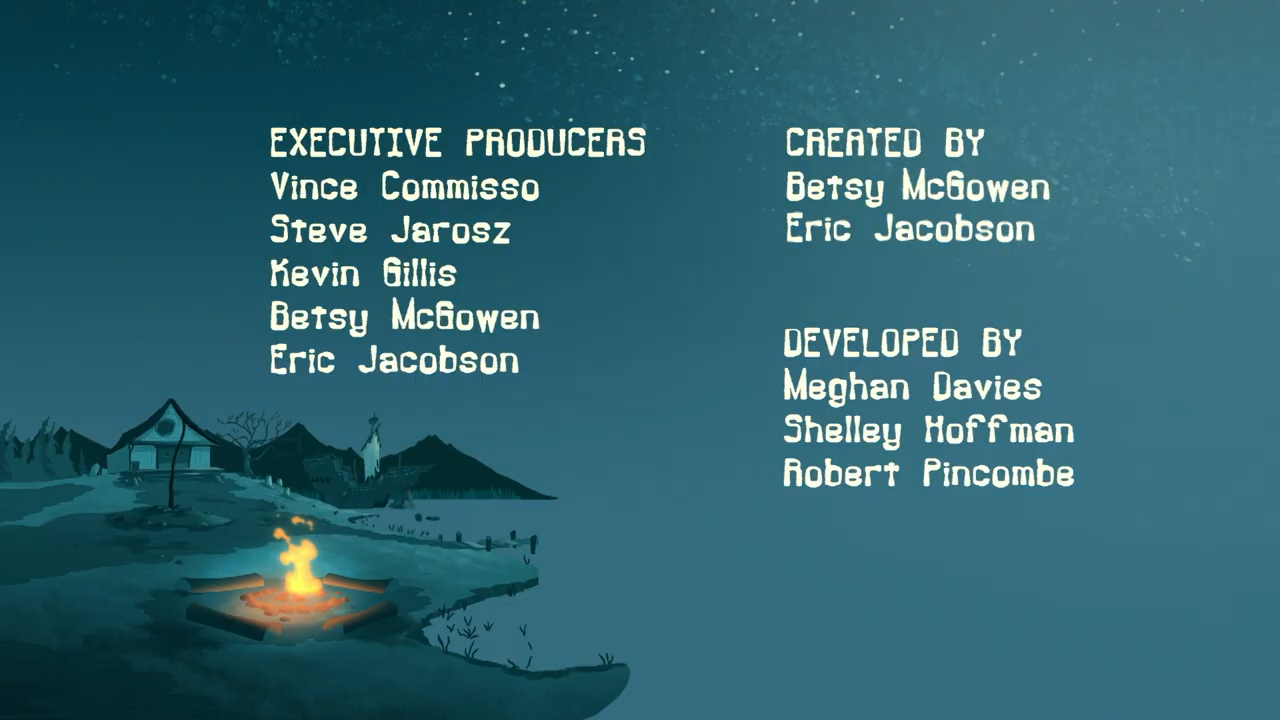 EXECUTIVE PRODUCERS
Vince Commisso
Steve Jarosz
Kevin Gillis
Betsy McGowen
Eric Jacobson
CREATED BY
Betsy McGowen
Eric Jacobson
DEVELOPED BY
Meghan Davies
Shelley Hoffman
Robert Pincombe